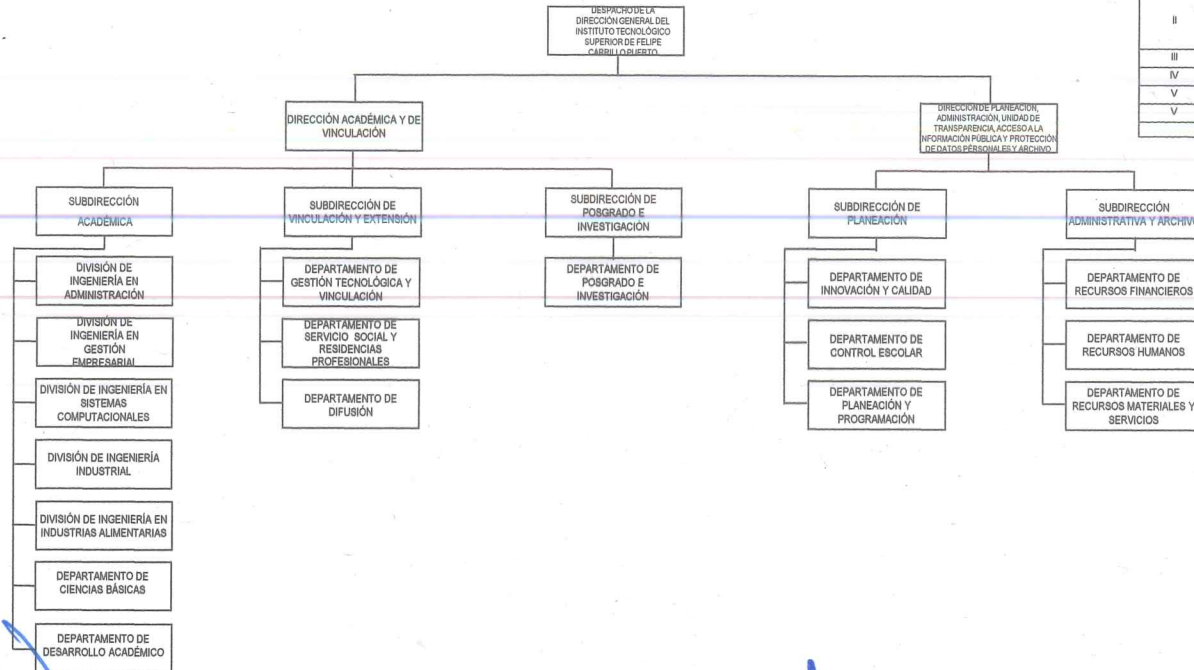 DESPACHO DE LA
DIRECCIÓN GENERAL DEL
INSTITUTO TECNOLÓGICO
SUPERIOR DE FELIPE
CARRILLO PUERTO
II
III
IV
V
V
DIRECCIÓN ACADÉMICA Y DE
VINCULACIÓN
DIRECCIÓN DE PLANEACIÓN,
ADMINISTRACIÓN, UNIDAD DE
TRANSPARENCIA, ACCESO A LA
INFORMACIÓN PÚBLICA Y PROTECCIÓN
DE DATOS PERSONALES Y ARCHIVO
SUBDIRECCIÓN
ACADÉMICA
SUBDIRECCIÓN DE
VINCULACIÓN Y EXTENSIÓN
SUBDIRECCIÓN DE
POSGRADO E
INVESTIGACIÓN
SUBDIRECCIÓN DE
PLANEACIÓN
SUBDIRECCIÓN
ADMINISTRATIVA Y ARCHIVO
DIVISIÓN DE
INGENIERÍA EN
ADMINISTRACIÓN
DIVISIÓN DE
INGENIERÍA EN
GESTIÓN
EMPRESARIAL
DIVISIÓN DE INGENIERÍA EN
SISTEMAS
COMPUTACIONALES
DIVISIÓN DE INGENIERÍA
INDUSTRIAL
DIVISIÓN DE INGENIERÍA EN
INDUSTRIAS ALIMENTARIAS
DEPARTAMENTO DE
CIENCIAS BÁSICAS
DEPARTAMENTO DE
DESARROLLO ACADÉMICO
DEPARTAMENTO DE
GESTIÓN TECNOLÓGICA Y
VINCULACIÓN
DEPARTAMENTO DE
SERVICIO SOCIAL Y
RESIDENCIAS
PROFESIONALES
DEPARTAMENTO DE
DIFUSIÓN
DEPARTAMENTO DE
POSGRADO E
INVESTIGACIÓN
DEPARTAMENTO DE
INNOVACIÓN Y CALIDAD
DEPARTAMENTO DE
CONTROL ESCOLAR
DEPARTAMENTO DE
PLANEACIÓN Y
PROGRAMACIÓN
DEPARTAMENTO DE
RECURSOS FINANCIEROS
DEPARTAMENTO DE
RECURSOS HUMANOS
DEPARTAMENTO DE
RECURSOS MATERIALES Y
SERVICIOS